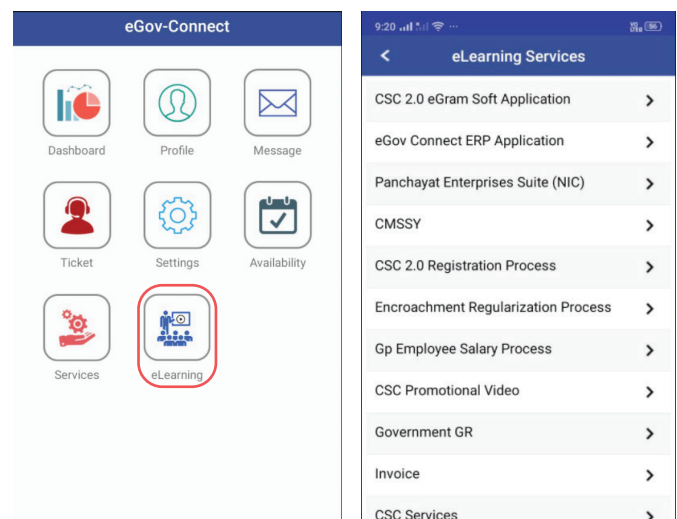 eGov-Connect
Dashboard
Profile
Message
Ticket
Settings
Availability
Services
eLearning
9:20
56
eLearning Services
CSC 2.0 eGram Soft Application
eGov Connect ERP Application
Panchayat Enterprises Suite (NIC)
CMSSY
CSC 2.0 Registration Process
Encroachment Regularization Process
Gp Employee Salary Process
CSC Promotional Video
Government GR
Invoice
CSC Services